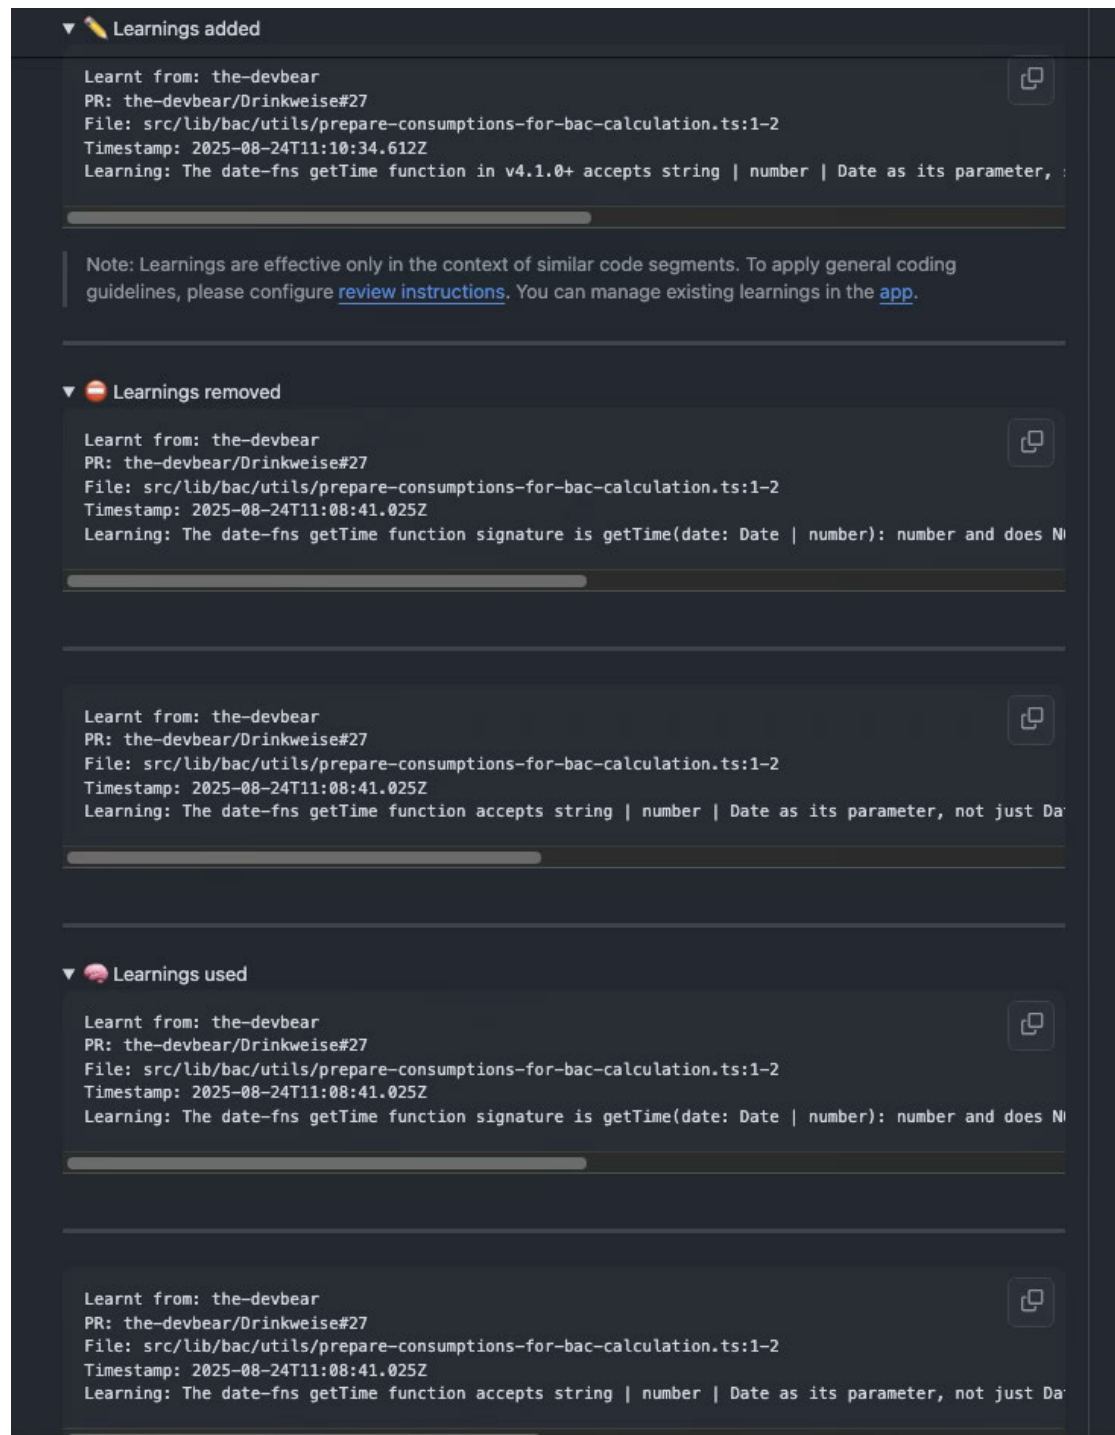 Learnings added
Learnt from: the-devbear
PR: the-devbear/Drinkweise#27
File: src/lib/bac/utils/prepare-consumptions-for-bac-calculation.ts:1-2
Timestamp: 2025-08-24T11:10:34.612Z
Learning: The date-fns getTime function in v4.1.0+ accepts string | number | Date as its parameter,
Note: Learnings are effective only in the context of similar code segments. To apply general coding
guidelines, please configure review instructions. You can manage existing learnings in the app.
Learnings removed
Learnt from: the-devbear
PR: the-devbear/Drinkweise#27
File: src/lib/bac/utils/prepare-consumptions-for-bac-calculation.ts:1-2
Timestamp: 2025-08-24T11:08:41.025Z
Learning: The date-fns getTime function signature is getTime(date: Date | number): number and does
Learnt from: the-devbear
PR: the-devbear/Drinkweise#27
File: src/lib/bac/utils/prepare-consumptions-for-bac-calculation.ts:1-2
Timestamp: 2025-08-24T11:08:41.025Z
Learning: The date-fns getTime function accepts string | number | Date as its parameter, not just
Learnings used
Learnt from: the-devbear
PR: the-devbear/Drinkweise#27
File: src/lib/bac/utils/prepare-consumptions-for-bac-calculation.ts:1-2
Timestamp: 2025-08-24T11:08:41.025Z
Learning: The date-fns getTime function signature is getTime(date: Date | number): number and does
Learnt from: the-devbear
PR: the-devbear/Drinkweise#27
File: src/lib/bac/utils/prepare-consumptions-for-bac-calculation.ts:1-2
Timestamp: 2025-08-24T11:08:41.025Z
Learning: The date-fns getTime function accepts string | number | Date as its parameter, not just